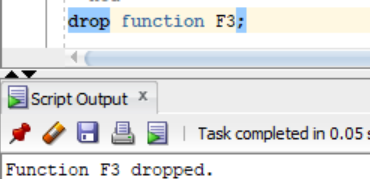 drop function F3;
Script Output x
Task completed in 0.05 s
Function F3 dropped.